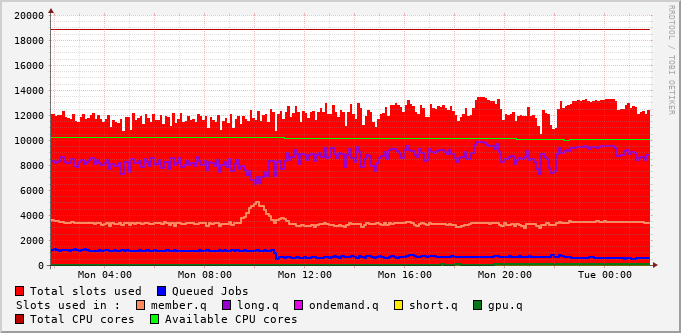 RRDTOOL / TOBI OETIKER
20000
18000
16000
14000
12000
10000
8000
6000
4000
2000
0
Mon 04:00 Mon 08:00 Mon 12:00 Mon 16:00 Mon 20:00 Tue 00:00
Total slots used Queued Jobs
Slots used in : member.q long.q ondemand.q short.q gpu.q
Total CPU cores Available CPU cores